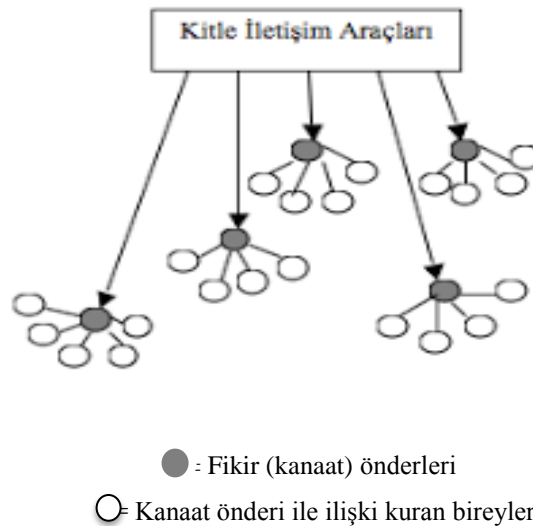 Kitle İletişim Araçları
: Fikir (kanaat) önderleri
= Kanaat önderi ile ilişki kuran bireyler